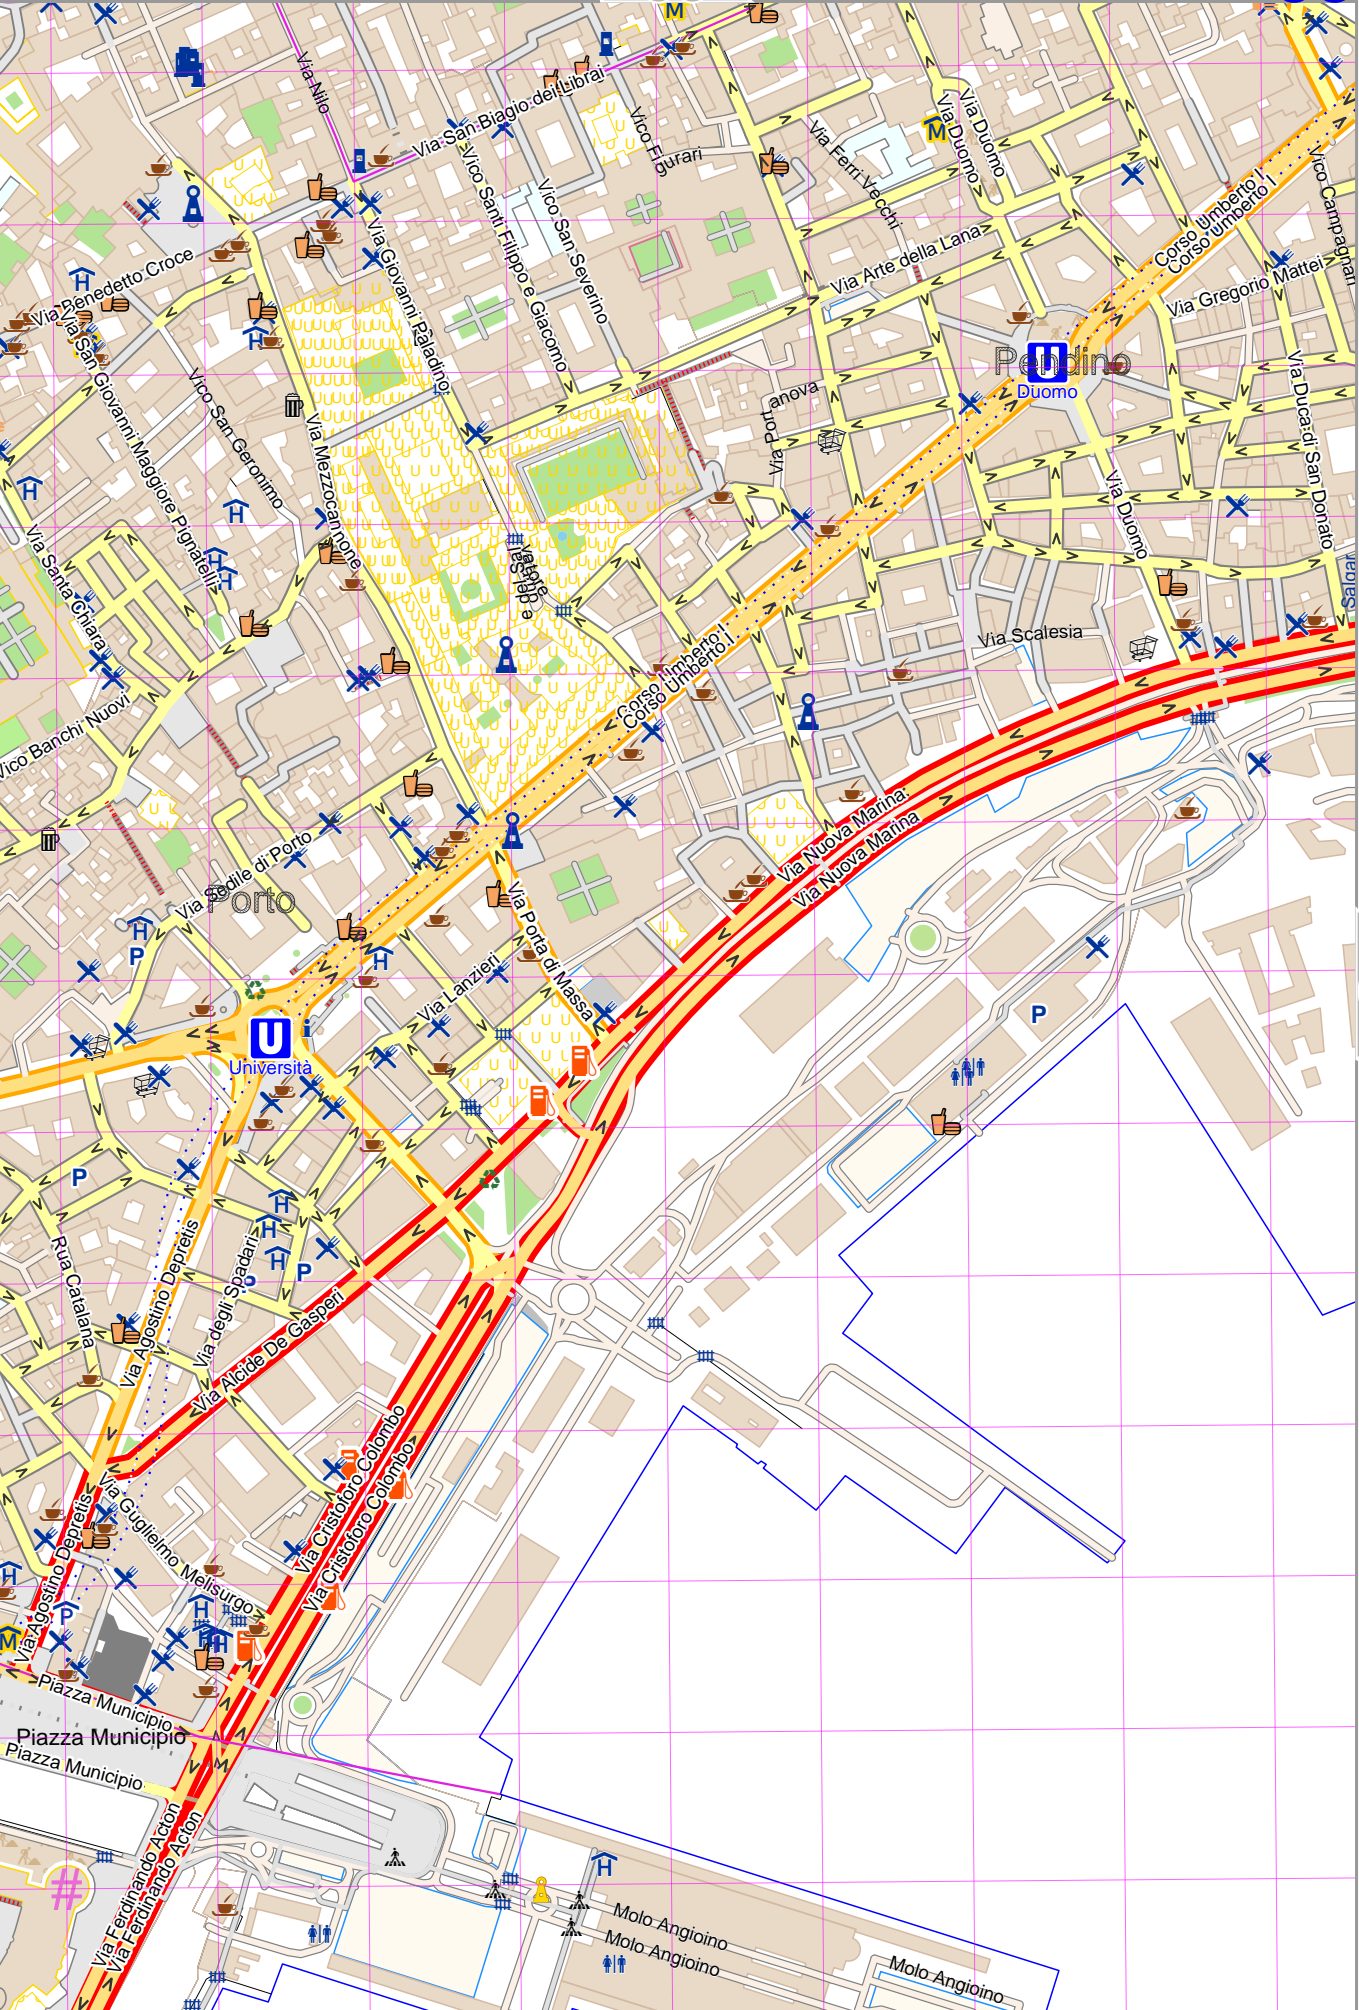 Via Nilo
Via San Biagio dei Librai
Vico Figurari
Via Ferri Vecchi
Via Duomo
Via Duomo
Vico Santi Filippo e Giacomo
Vico San Severino
Via Giovanni Paladino
Corso Umberto I
Corso Umberto I
Vico Campagnari
Via Arte della Lana
Via Gregorio Mattei
Via Benedetto Croce
Via San Giovanni Maggiore Pignatelli
Vico San Geronimo
Via Mezzocannone
Pendino
U
Duomo
Via Portanova
Via Duca di San Donato
Via Duomo
Via Santa Chiara
Via Scalesia
Corso Umberto I
Corso Umberto I
Vico Banchi Nuovi
Via Sedile di Porto
Porto
Via Nuova Marina
Via Nuova Marina
Via Porta di Massa
Via Lanzieri
U
Università
P
P
P
P
P
P
H
H
H
H
H
M
M
M
Rua Catalana
Via Agostino Depretis
Via degli Spadari
Via Alcide De Gasperi
Via Cristoforo Colombo
Via Cristoforo Colombo
Via Guglielmo Melisurgo
Via Agostino Depretis
Piazza Municipio
Piazza Municipio
Piazza Municipio
Via Ferdinando Acton
Via Ferdinando Acton
#
Molo Angioino
Molo Angioino
Molo Angioino